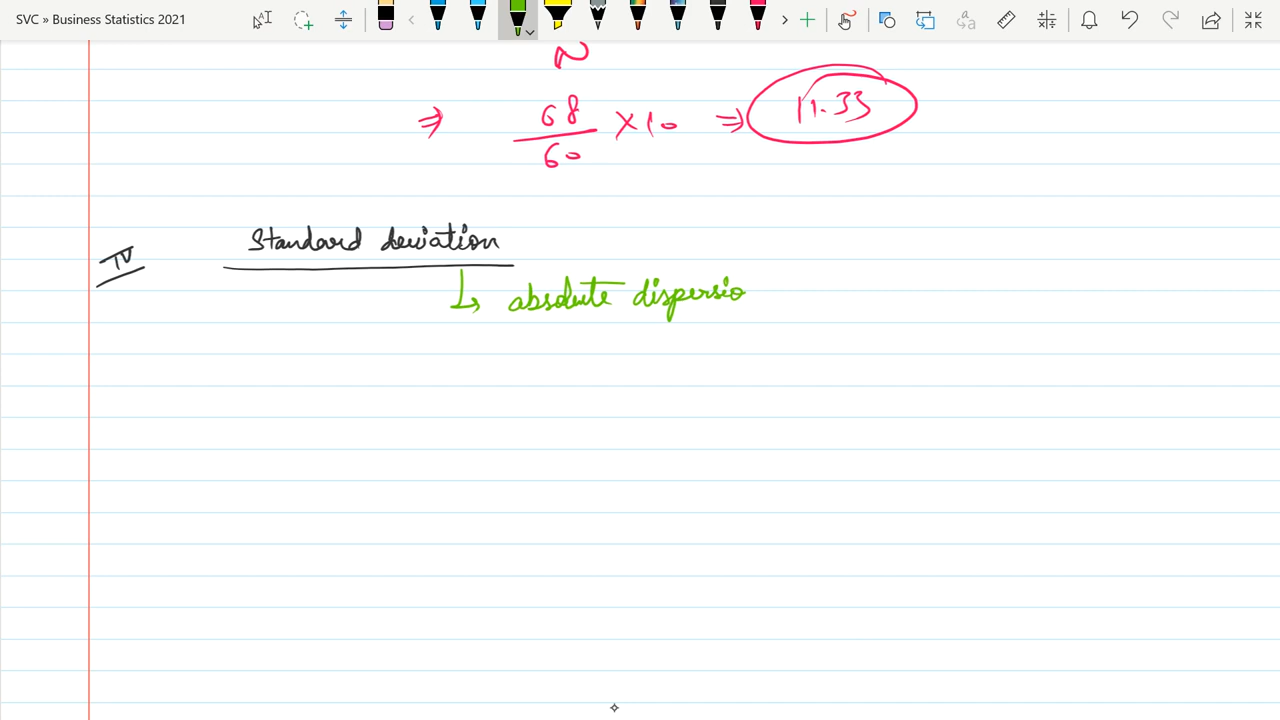 SVC » Business Statistics 2021
N
⇒ 68/60 × 10 ⇒ 11.33
IV Standard deviation
↳ absolute dispersio